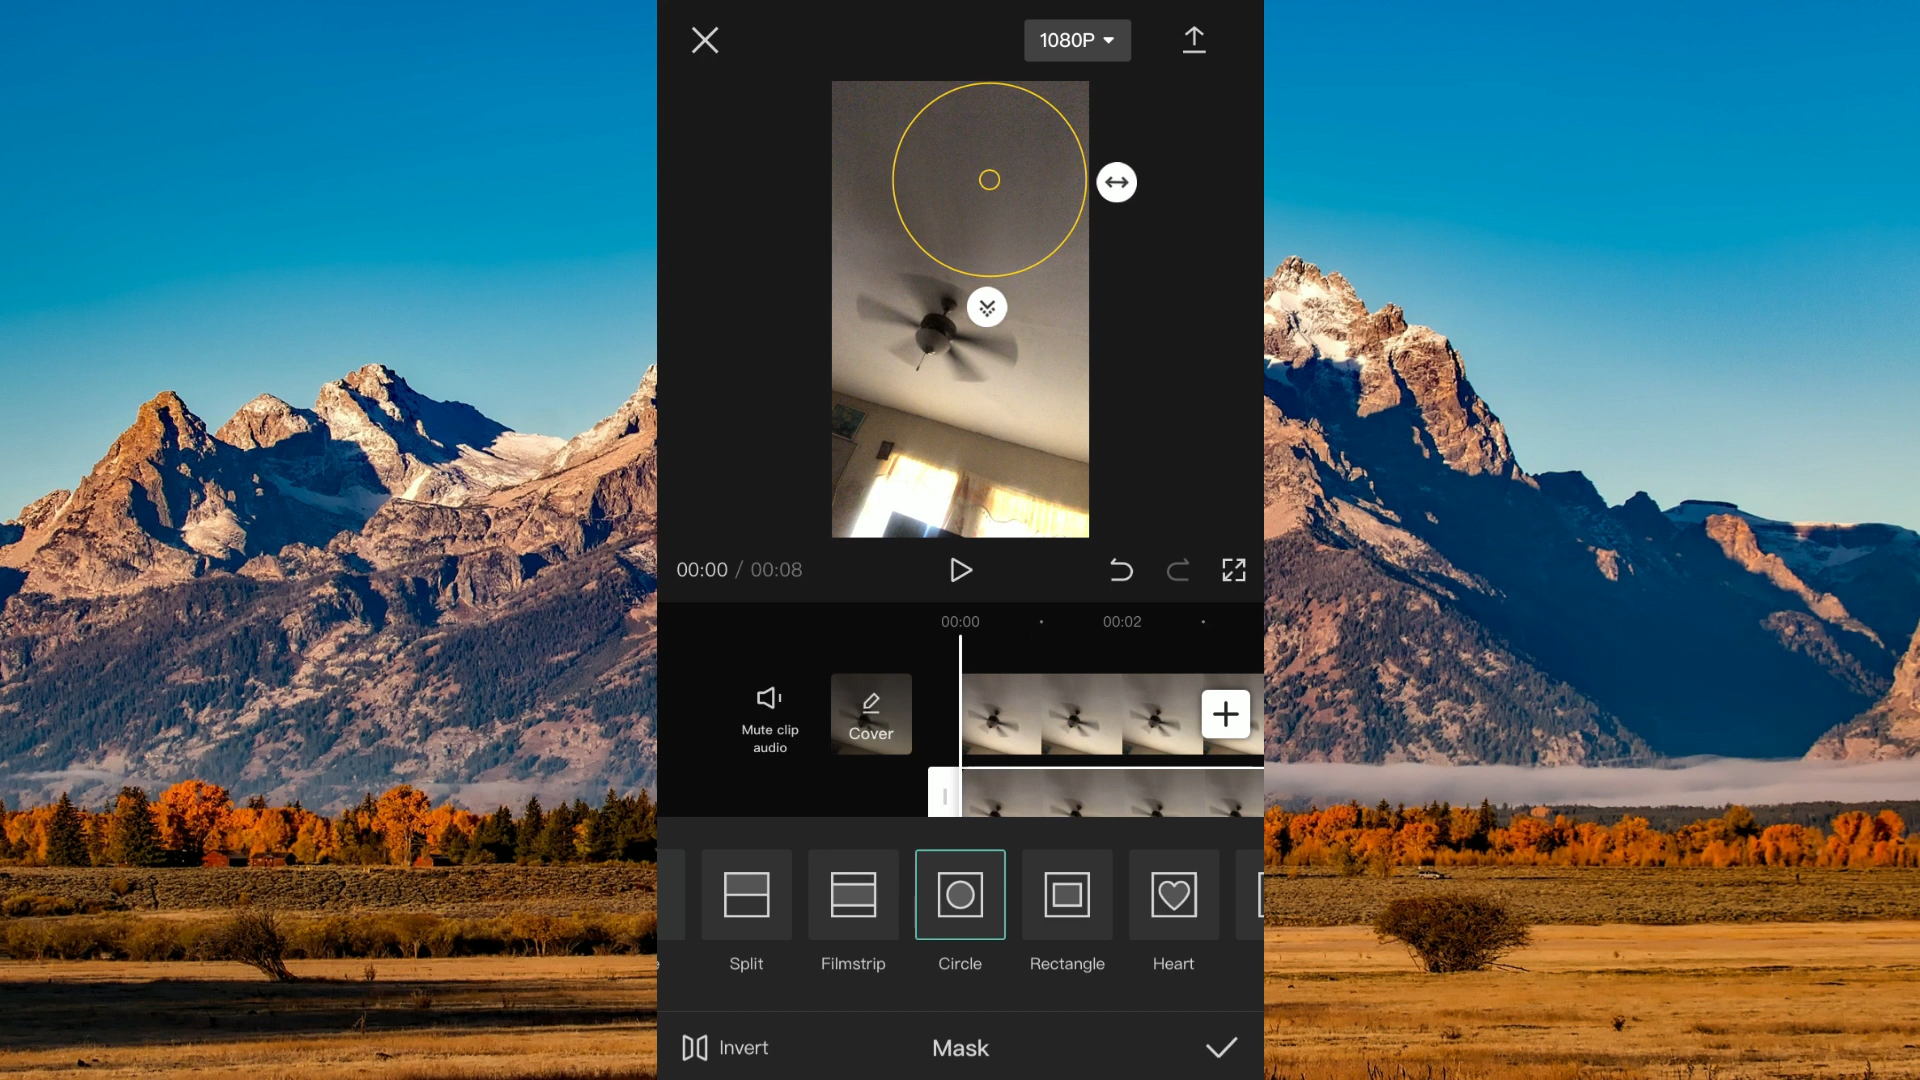 1080P
00:00 / 00:08
00:00
00:02
Mute clip
audio
Cover
Split
Filmstrip
Circle
Rectangle
Heart
Invert
Mask